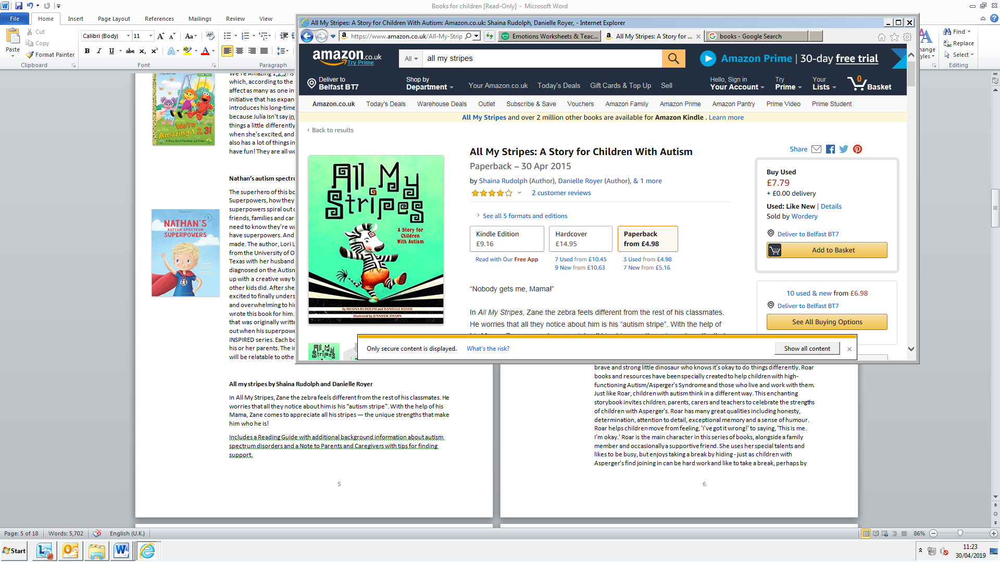 Books for children [Read-Only] - Microsoft Word
File Home Insert Page Layout References Mailings Review View
Paste
Cut
Copy
Format Painter
Clipboard
Calibri (Body) 11
Font
Paragraph
Find
Replace
Select
Editing
We're Amazing 1,2,3! is
which, according to the
affect as many as one in
initiative that has expan
introduces his long-time
because Julia isn't say in
things a little differently
when she's excited, and
also has a lot of things in
have fun! They are all wo
We're
Amazing 1, 2, 3!
A Story About Friendship and Autism
Nathan's autism spectru
The superhero of this bo
Superpowers, how they
superpowers spiral out o
friends, families and car
need to know they're wa
have superpowers. And
made. The author, Lori L
from the University of O
Texas with her husband
diagnosed on the Autism
up with a creative way to
other kids did. After she
excited to finally unders
and overwhelming to hi
wrote this book for him.
that was originally writte
out when his superpowe
INSPIRED series. Each bo
his or her parents. The in
will be relatable to othe
NATHAN'S
AUTISM SPECTRUM
SUPERPOWERS
All my stripes by Shaina Rudolph and Danielle Royer
In All My Stripes, Zane the zebra feels different from the rest of his classmates. He
worries that all they notice about him is his “autism stripe”. With the help of his
Mama, Zane comes to appreciate all his stripes — the unique strengths that make
him who he is!
Includes a Reading Guide with additional background information about autism
spectrum disorders and a Note to Parents and Caregivers with tips for finding
support.
5
All My Stripes: A Story for Children With Autism: Amazon.co.uk: Shaina Rudolph, Danielle Royer, - Internet Explorer
https://www.amazon.co.uk/All-My-Strip
Emotions Worksheets & Teac...
All My Stripes: A Story for ...
books - Google Search
amazon.co.uk
Try Prime
All
all my stripes
Amazon Prime | 30-day free trial
Deliver to
Belfast BT7
Shop by
Department
Your Amazon.co.uk Today's Deals Gift Cards & Top Up Sell
Hello, Sign in
Your Account
Try
Prime
Your
Lists
0
Basket
Amazon.co.uk Today's Deals Warehouse Deals Outlet Subscribe & Save Vouchers Amazon Family Amazon Prime Amazon Pantry Prime Video Prime Student
All My Stripes and over 2 million other books are available for Amazon Kindle . Learn more
‹ Back to results
All My
Stripes
A Story for
Children
With Autism
by SHAINA RUDOLPH AND DANIELLE ROYER
illustrated by JENNIFER ZIVOIN
All My
Stripes
All My Stripes: A Story for Children With Autism
Paperback – 30 Apr 2015
by Shaina Rudolph (Author), Danielle Royer (Author), & 1 more
2 customer reviews
See all 5 formats and editions
Kindle Edition
£9.16
Hardcover
£14.95
Paperback
from £4.98
Read with Our Free App
7 Used from £10.45
9 New from £10.63
3 Used from £4.98
7 New from £5.16
“Nobody gets me, Mama!”
In All My Stripes, Zane the zebra feels different from the rest of his classmates.
He worries that all they notice about him is his “autism stripe”. With the help of
Share
Buy Used
£7.79
+ £0.00 delivery
Used: Like New | Details
Sold by Wordery
Deliver to Belfast BT7
Add to Basket
10 used & new from £6.98
Deliver to Belfast BT7
See All Buying Options
Only secure content is displayed. What's the risk? Show all content
brave and strong little dinosaur who knows it's okay to do things differently. Roar
books and resources have been specially created to help children with high-
functioning Autism/Asperger's Syndrome and those who live and work with them.
Just like Roar, children with autism think in a different way. This enchanting
storybook invites children, parents, carers and teachers to celebrate the strengths
of children with Asperger's. Roar has many great qualities including honesty,
determination, attention to detail, exceptional memory and a sense of humour.
Roar helps children move from feeling, 'I've got it wrong!' to saying, 'This is me.
I'm okay.' Roar is the main character in this series of books, alongside a family
member and occasionally a supportive friend. She uses her special talents and
likes to be busy, but enjoys taking a break by hiding - just as children with
Asperger's find joining in can be hard work and like to take a break, perhaps by
6
Page: 5 of 18 Words: 5,702 English (U.K.)
86%
Start
11:23
30/04/2019